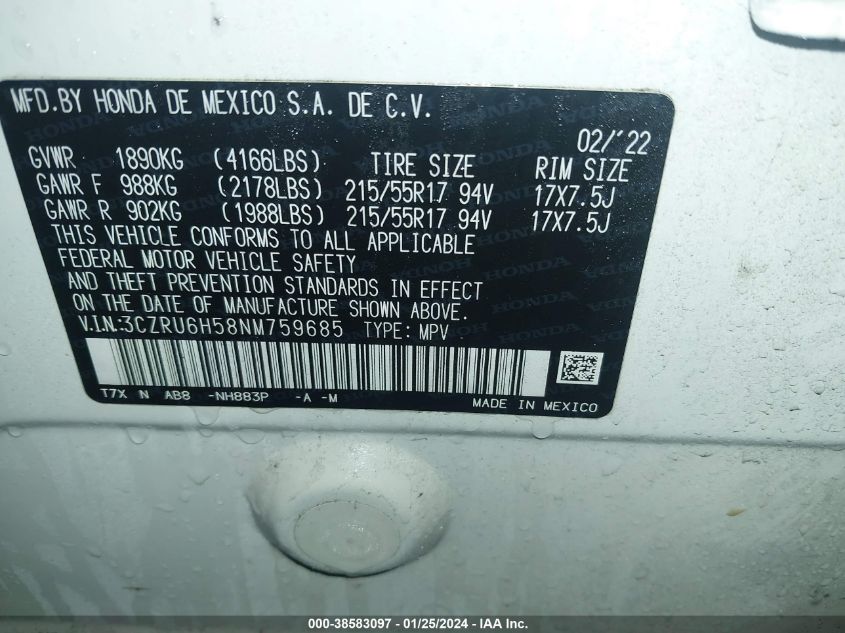 MFD.BY HONDA DE MEXICO S.A. DE C.V.
02/'22
GVWR 1890KG (4166LBS) TIRE SIZE RIM SIZE
GAWR F 988KG (2178LBS) 215/55R17 94V 17X7.5J
GAWR R 902KG (1988LBS) 215/55R17 94V 17X7.5J
THIS VEHICLE CONFORMS TO ALL APPLICABLE
FEDERAL MOTOR VEHICLE SAFETY
AND THEFT PREVENTION STANDARDS IN EFFECT
ON THE DATE OF MANUFACTURE SHOWN ABOVE.
V.I.N:3CZRU6H58NM759685 TYPE: MPV
T7X N AB8 -NH883P -A -M
MADE IN MEXICO
000-38583097 - 01/25/2024 - IAA Inc.